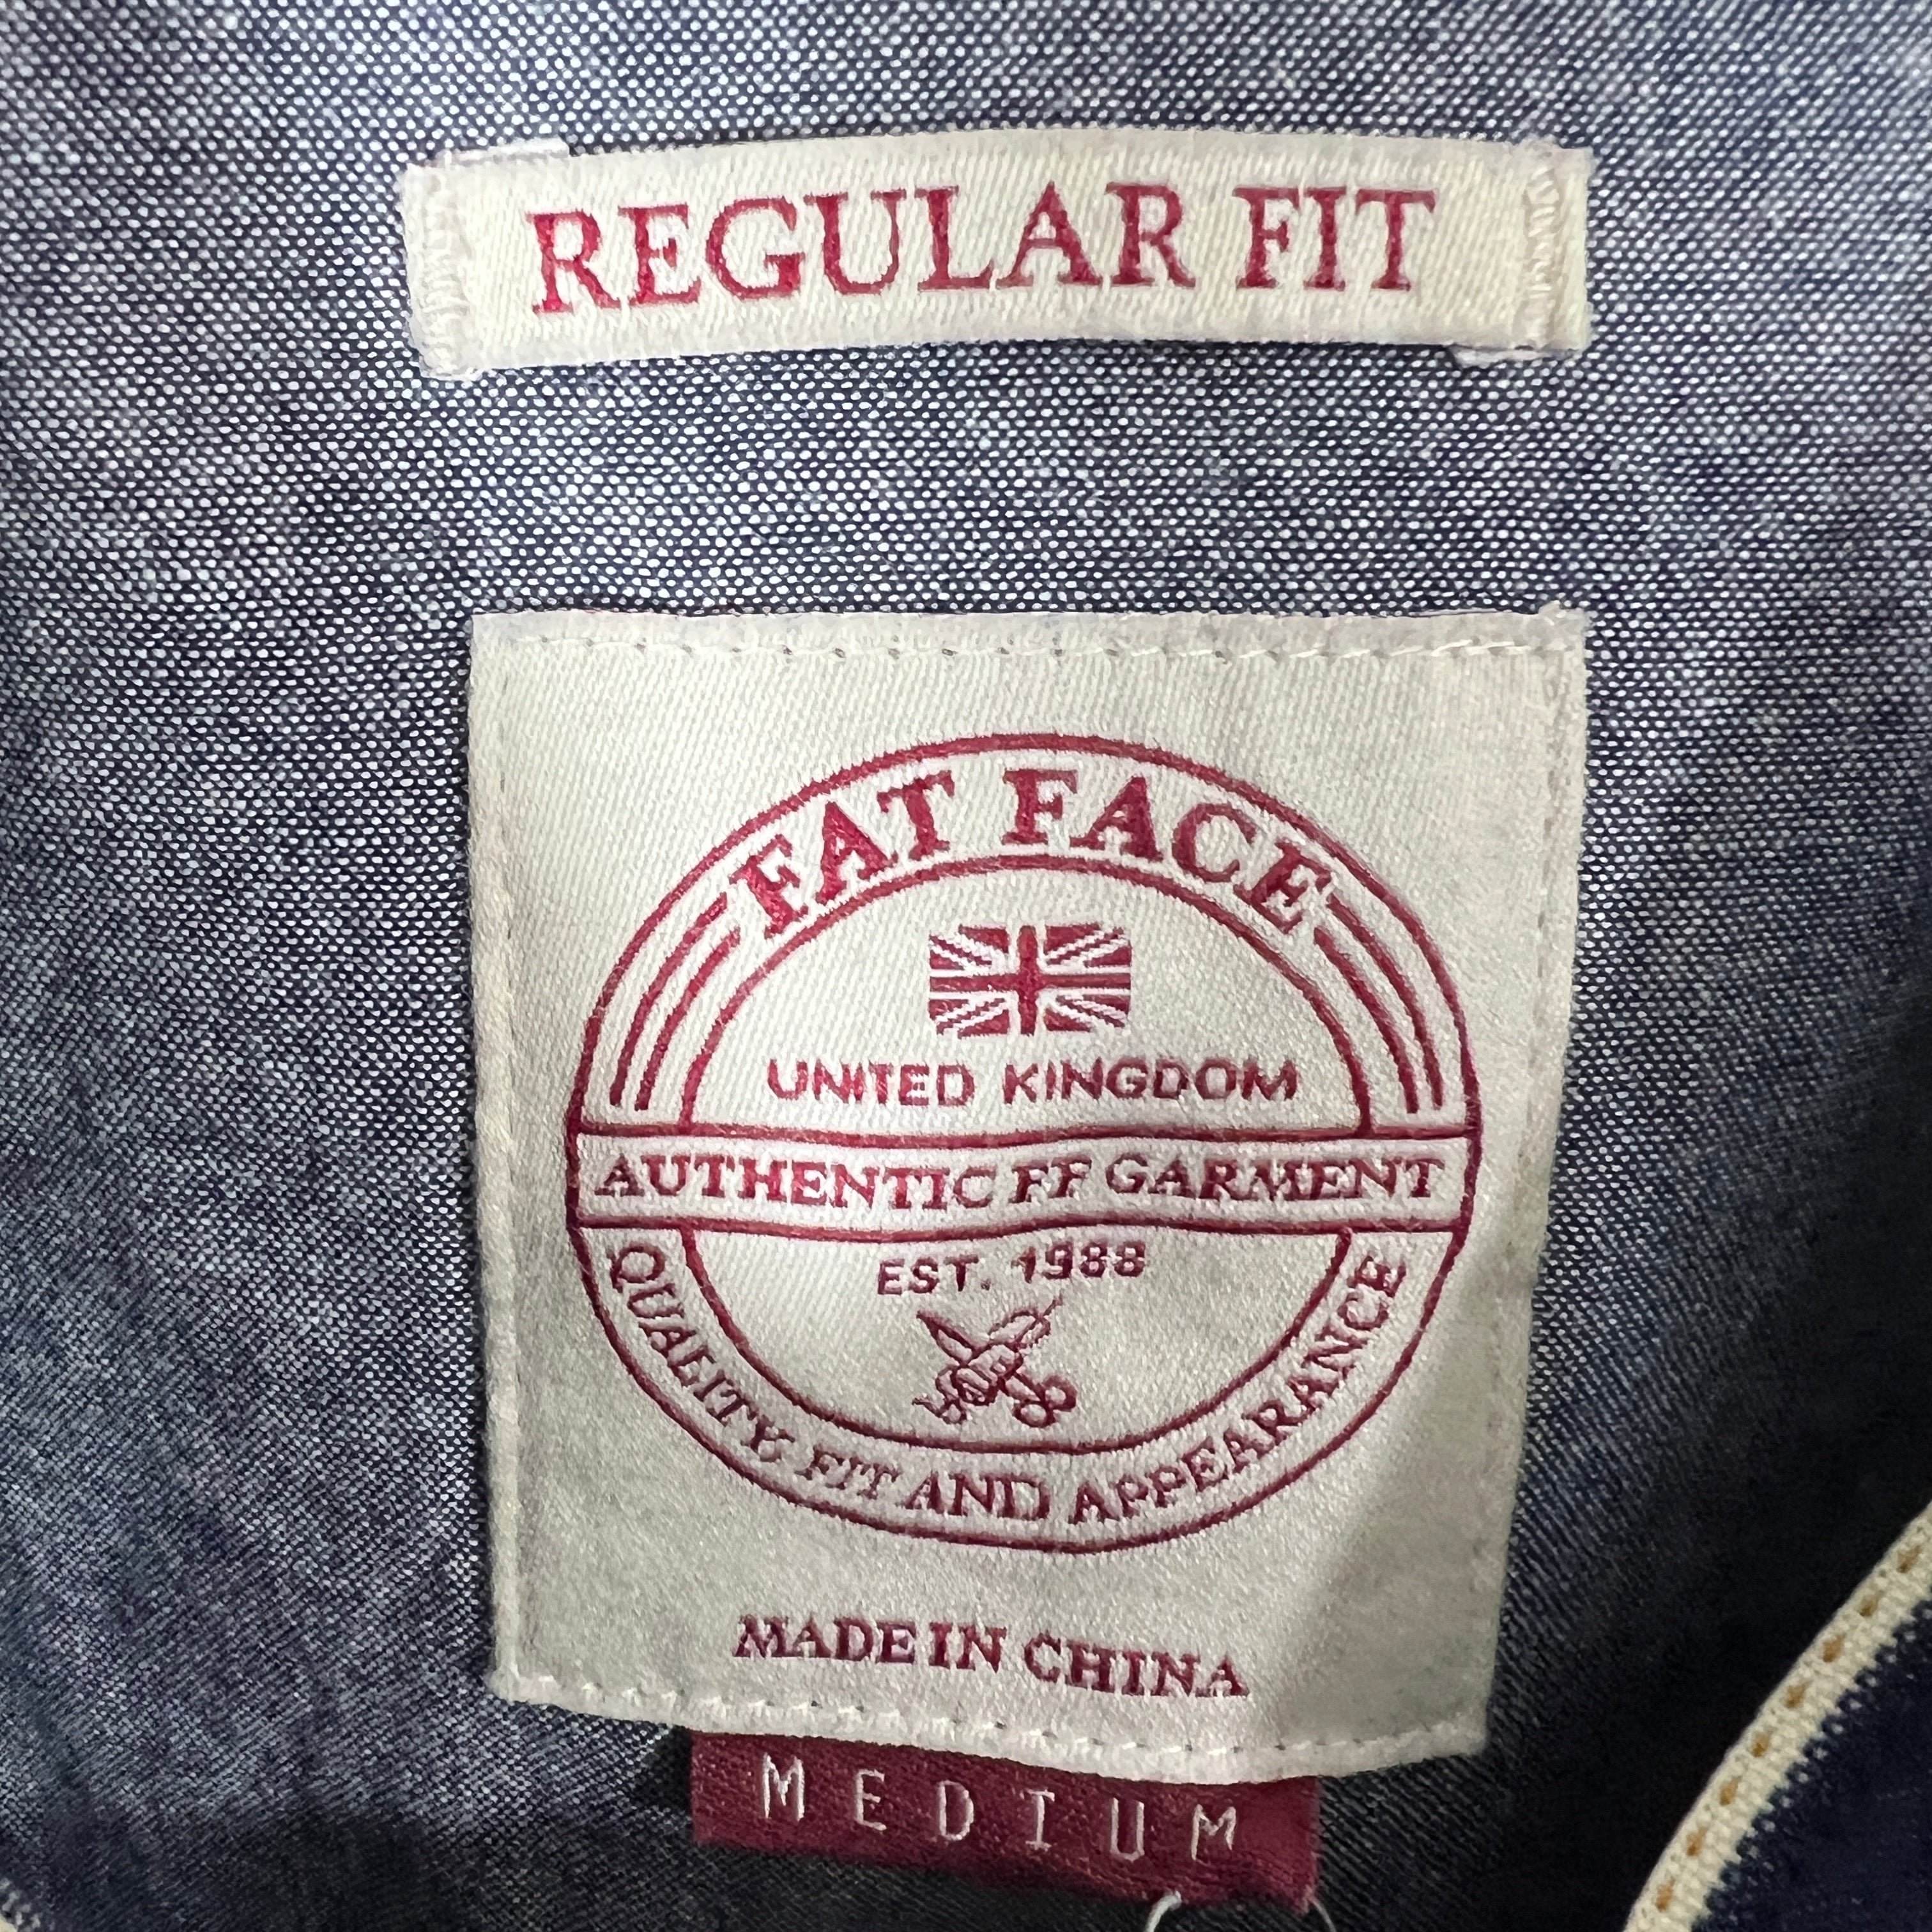 REGULAR FIT
FAT FACE
UNITED KINGDOM
AUTHENTIC FF GARMENT
EST. 1988
QUALITY, FIT AND APPEARANCE
MADE IN CHINA
MEDIUM